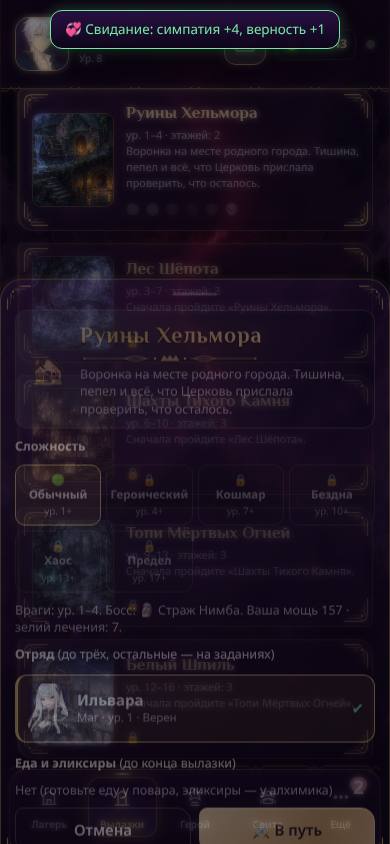 💞 Свидание: симпатия +4, верность +1
Ур. 8
Руины Хельмора
ур. 1–4 · этажей: 2
Воронка на месте родного города. Тишина,
пепел и всё, что Церковь прислала
проверить, что осталось.
Лес Шёпота
ур. 3–7 · этажей: 2
Сначала пройдите «Руины Хельмора».
Руины Хельмора
Воронка на месте родного города. Тишина,
пепел и всё, что Церковь прислала
проверить, что осталось.
Шахты Тихого Камня
ур. 6–10 · этажей: 3
Сначала пройдите «Лес Шёпота».
Сложность
Обычный
ур. 1+
Героический
ур. 4+
Кошмар
ур. 7+
Бездна
ур. 10+
Хаос
ур. 13+
Предел
ур. 17+
Топи Мёртвых Огней
этажей: 3
Сначала пройдите «Шахты Тихого Камня».
Враги: ур. 1–4. Босс: 🗿 Страж Нимба. Ваша мощь 157 ·
зелий лечения: 7.
Отряд (до трёх, остальные — на заданиях)
Белый Шпиль
ур. 12–16 · этажей: 3
Сначала пройдите «Топи Мёртвых Огней».
Ильвара
Маг · ур. 1 · Верен
✓
Еда и эликсиры (до конца вылазки)
Нет (готовьте еду у повара, эликсиры — у алхимика)
2
Лагерь
Вылазки
Герой
Свита
Ещё
Отмена
⚔️ В путь